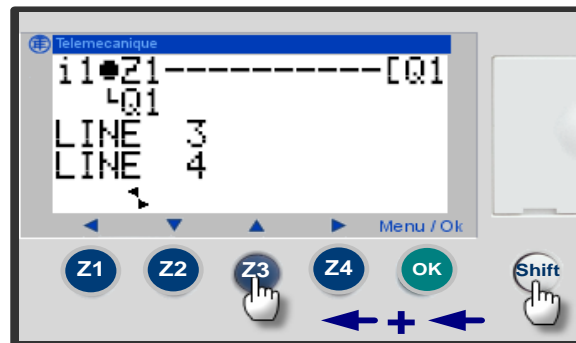 Telemecanique
i1●Z1-----------[Q1
└Q1
LINE 3
LINE 4
Menu / Ok
Z1 Z2 Z3 Z4 OK Shift
+